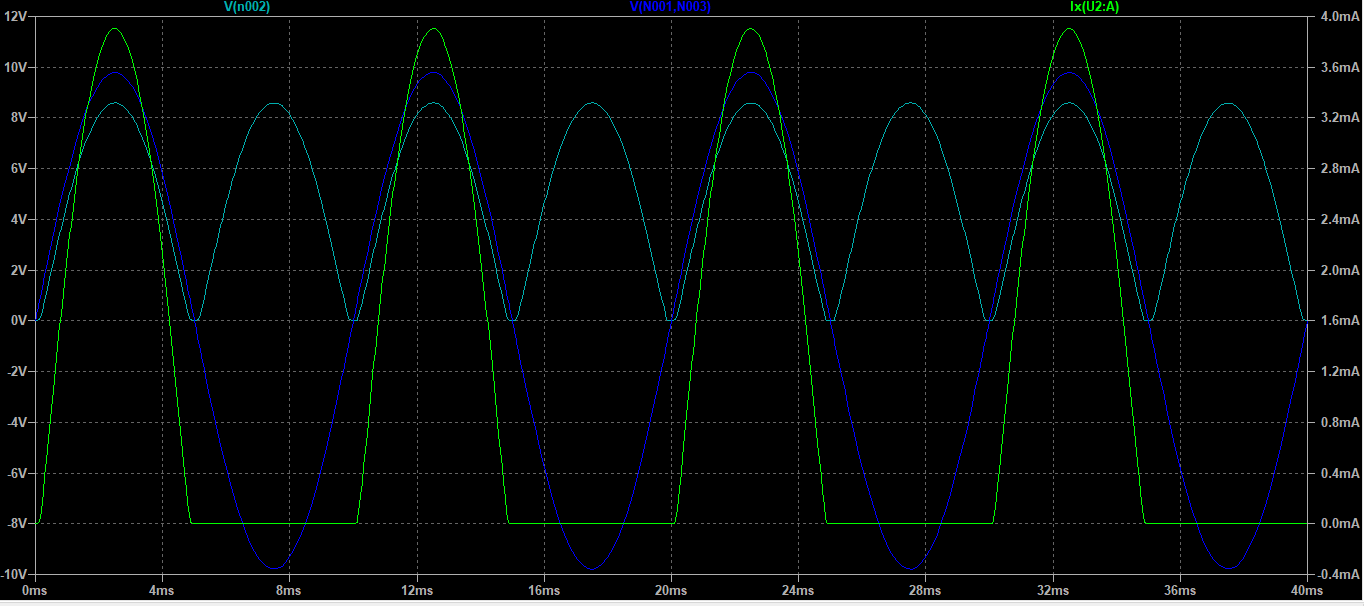 V(n002) V(N001,N003) Ix(U2:A)
12V 4.0mA
10V 3.6mA
8V 3.2mA
6V 2.8mA
4V 2.4mA
2V 2.0mA
0V 1.6mA
-2V 1.2mA
-4V 0.8mA
-6V 0.4mA
-8V 0.0mA
-10V -0.4mA
0ms 4ms 8ms 12ms 16ms 20ms 24ms 28ms 32ms 36ms 40ms